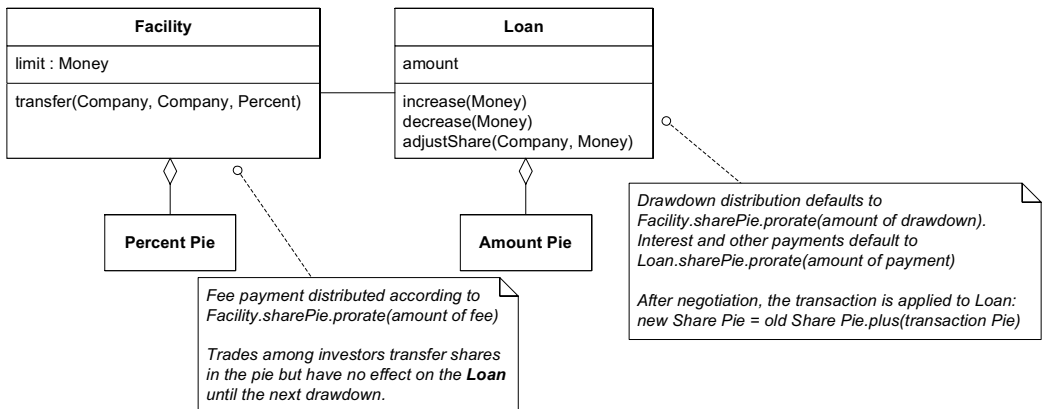 Facility
limit : Money
transfer(Company, Company, Percent)
Loan
amount
increase(Money)
decrease(Money)
adjustShare(Company, Money)
Percent Pie
Amount Pie
Fee payment distributed according to
Facility.sharePie.prorate(amount of fee)
Trades among investors transfer shares
in the pie but have no effect on the Loan
until the next drawdown.
Drawdown distribution defaults to
Facility.sharePie.prorate(amount of drawdown).
Interest and other payments default to
Loan.sharePie.prorate(amount of payment)
After negotiation, the transaction is applied to Loan:
new Share Pie = old Share Pie.plus(transaction Pie)